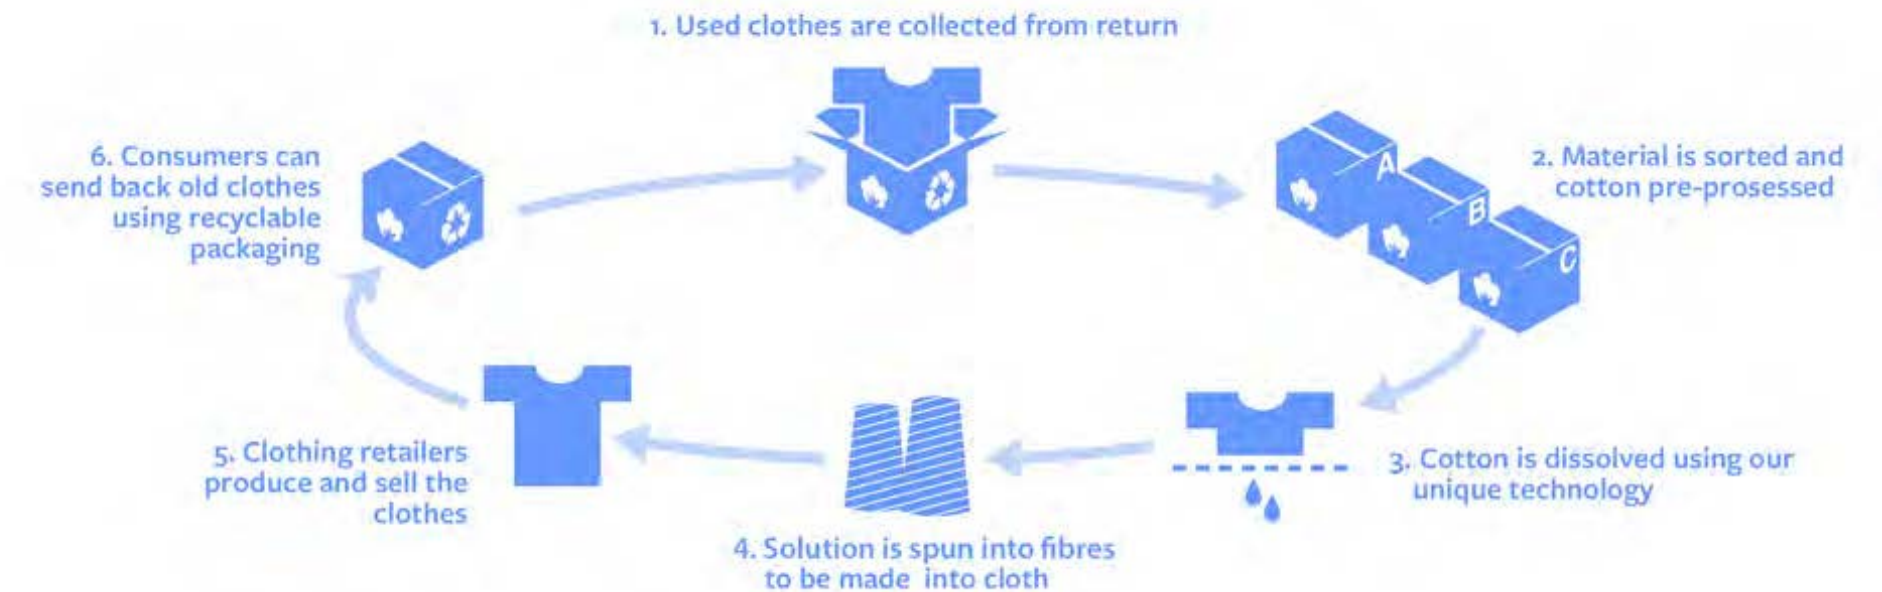 1. Used clothes are collected from return
6. Consumers can
send back old clothes
using recyclable
packaging
A
B
C
2. Material is sorted and
cotton pre-prosessed
5. Clothing retailers
produce and sell the
clothes
3. Cotton is dissolved using our
unique technology
4. Solution is spun into fibres
to be made into cloth